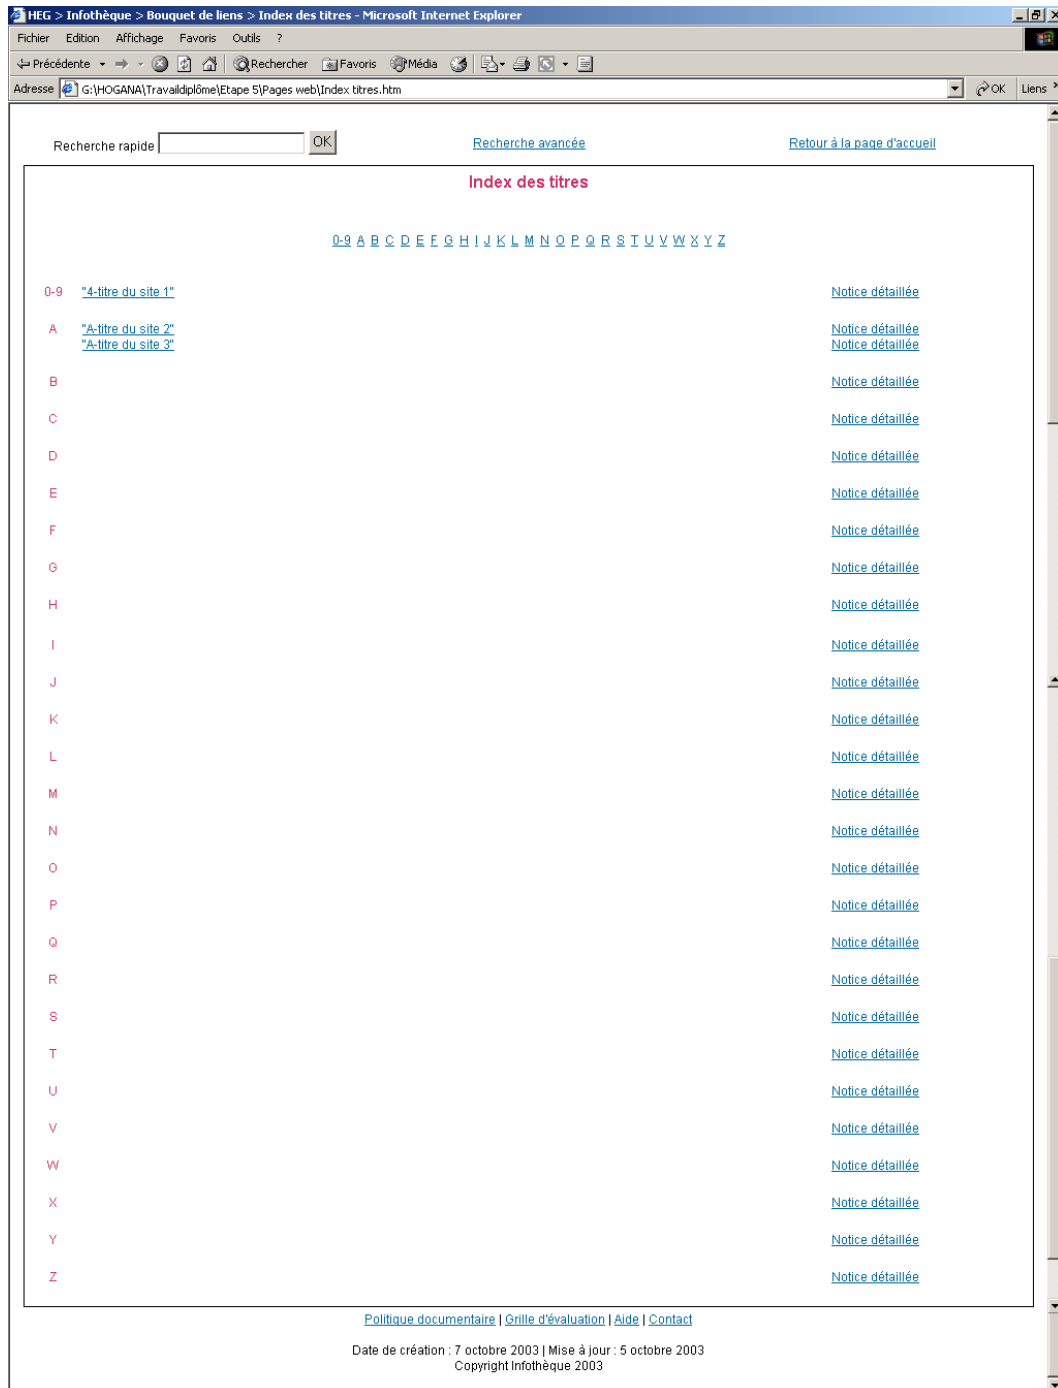 HEG > Infothèque > Bouquet de liens > Index des titres - Microsoft Internet Explorer
Fichier Edition Affichage Favoris Outils ?
Précédente Rechercher Favoris Média
Adresse G:\HOGANA\Travaildiplôme\Etape 5\Pages web\Index titres.htm OK Liens
Recherche rapide OK Recherche avancée Retour à la page d'accueil
Index des titres
0-9 A B C D E F G H I J K L M N O P Q R S T U V W X Y Z
0-9 "4-titre du site 1" Notice détaillée
A "A-titre du site 2" Notice détaillée
"A-titre du site 3" Notice détaillée
B Notice détaillée
C Notice détaillée
D Notice détaillée
E Notice détaillée
F Notice détaillée
G Notice détaillée
H Notice détaillée
I Notice détaillée
J Notice détaillée
K Notice détaillée
L Notice détaillée
M Notice détaillée
N Notice détaillée
O Notice détaillée
P Notice détaillée
Q Notice détaillée
R Notice détaillée
S Notice détaillée
T Notice détaillée
U Notice détaillée
V Notice détaillée
W Notice détaillée
X Notice détaillée
Y Notice détaillée
Z Notice détaillée
Politique documentaire | Grille d'évaluation | Aide | Contact
Date de création : 7 octobre 2003 | Mise à jour : 5 octobre 2003
Copyright Infothèque 2003